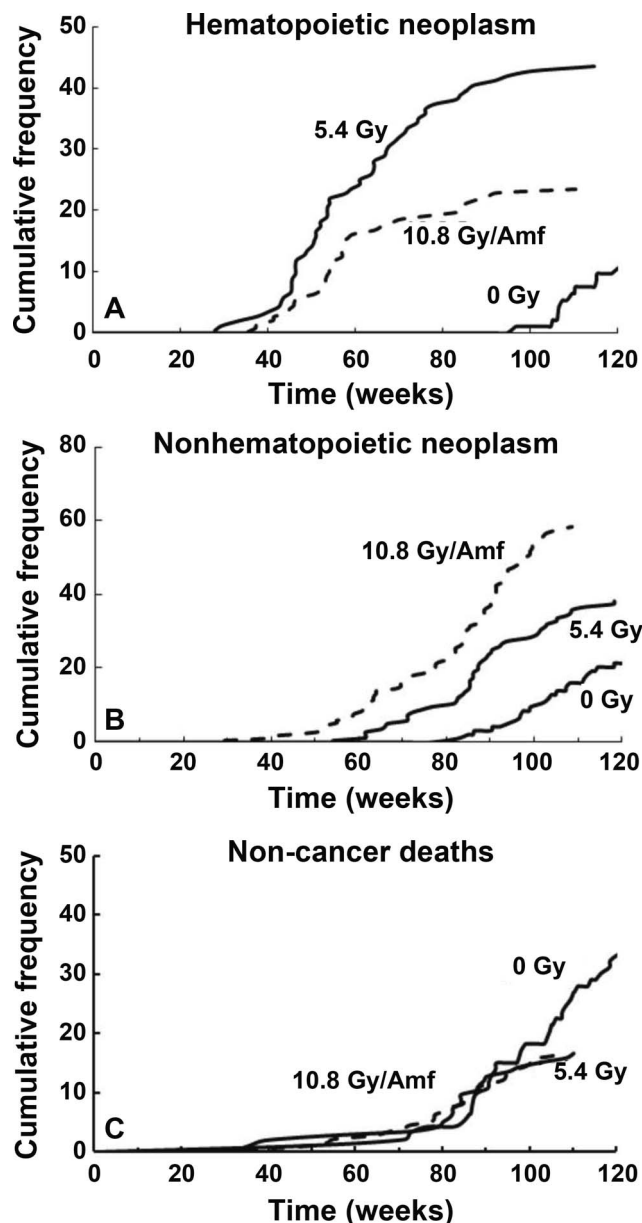 Hematopoietic neoplasm
Cumulative frequency
50
40
30
20
10
0
5.4 Gy
10.8 Gy/Amf
0 Gy
A
0 20 40 60 80 100 120
Time (weeks)
Nonhematopoietic neoplasm
Cumulative frequency
80
60
40
20
0
10.8 Gy/Amf
5.4 Gy
0 Gy
B
0 20 40 60 80 100 120
Time (weeks)
Non-cancer deaths
Cumulative frequency
50
40
30
20
10
0
0 Gy
10.8 Gy/Amf
5.4 Gy
C
0 20 40 60 80 100 120
Time (weeks)